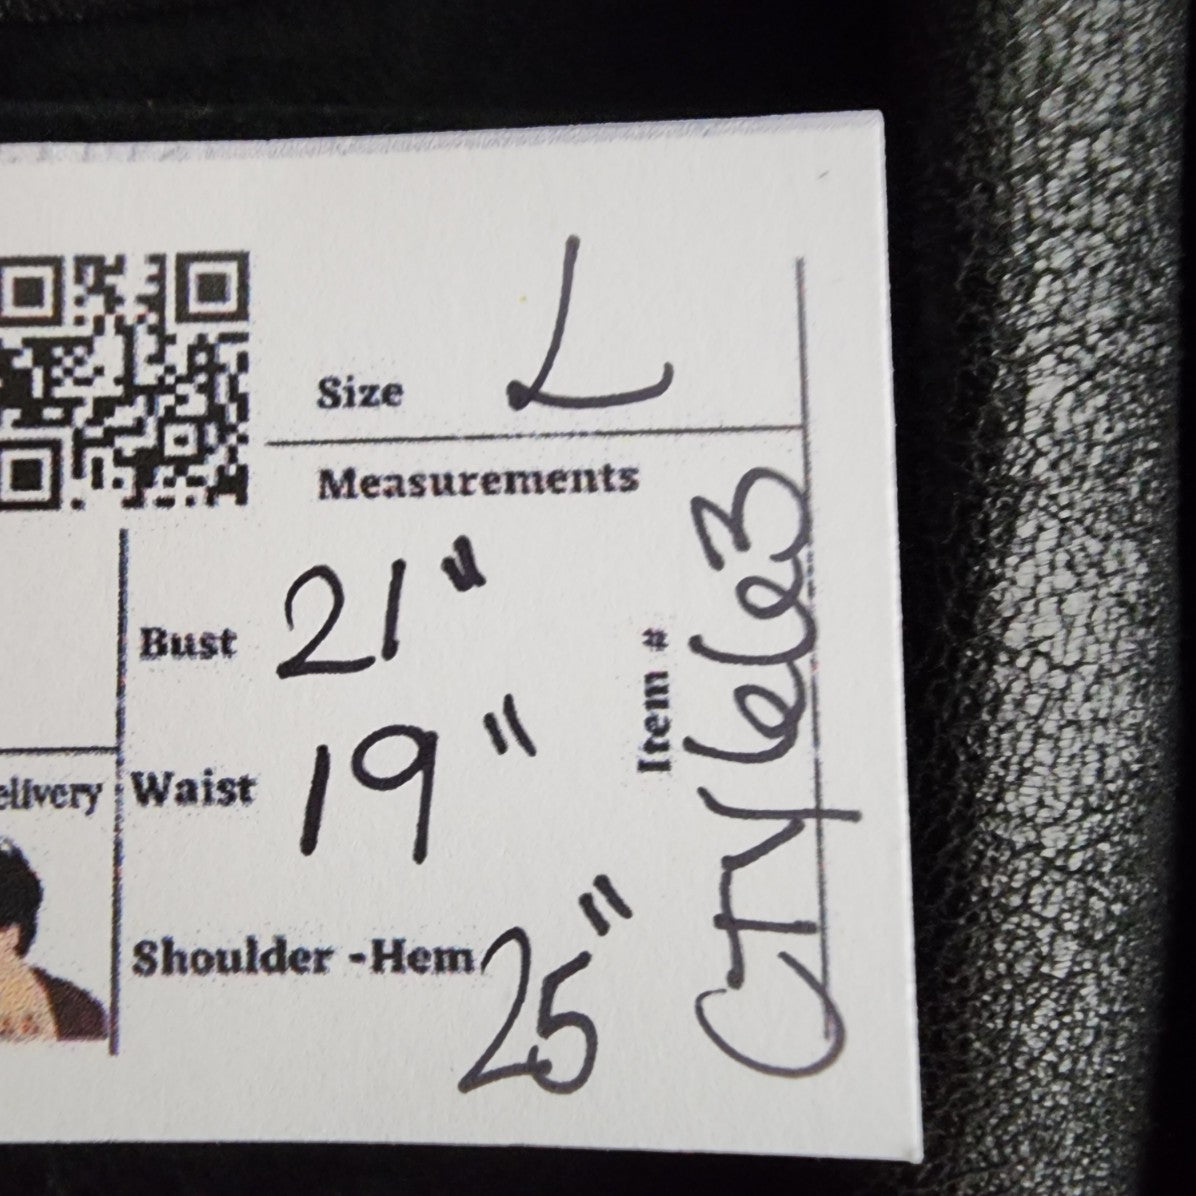 Size L
Measurements
Bust 21"
Waist 19"
Shoulder -Hem 25"
Item # CTY663
elivery